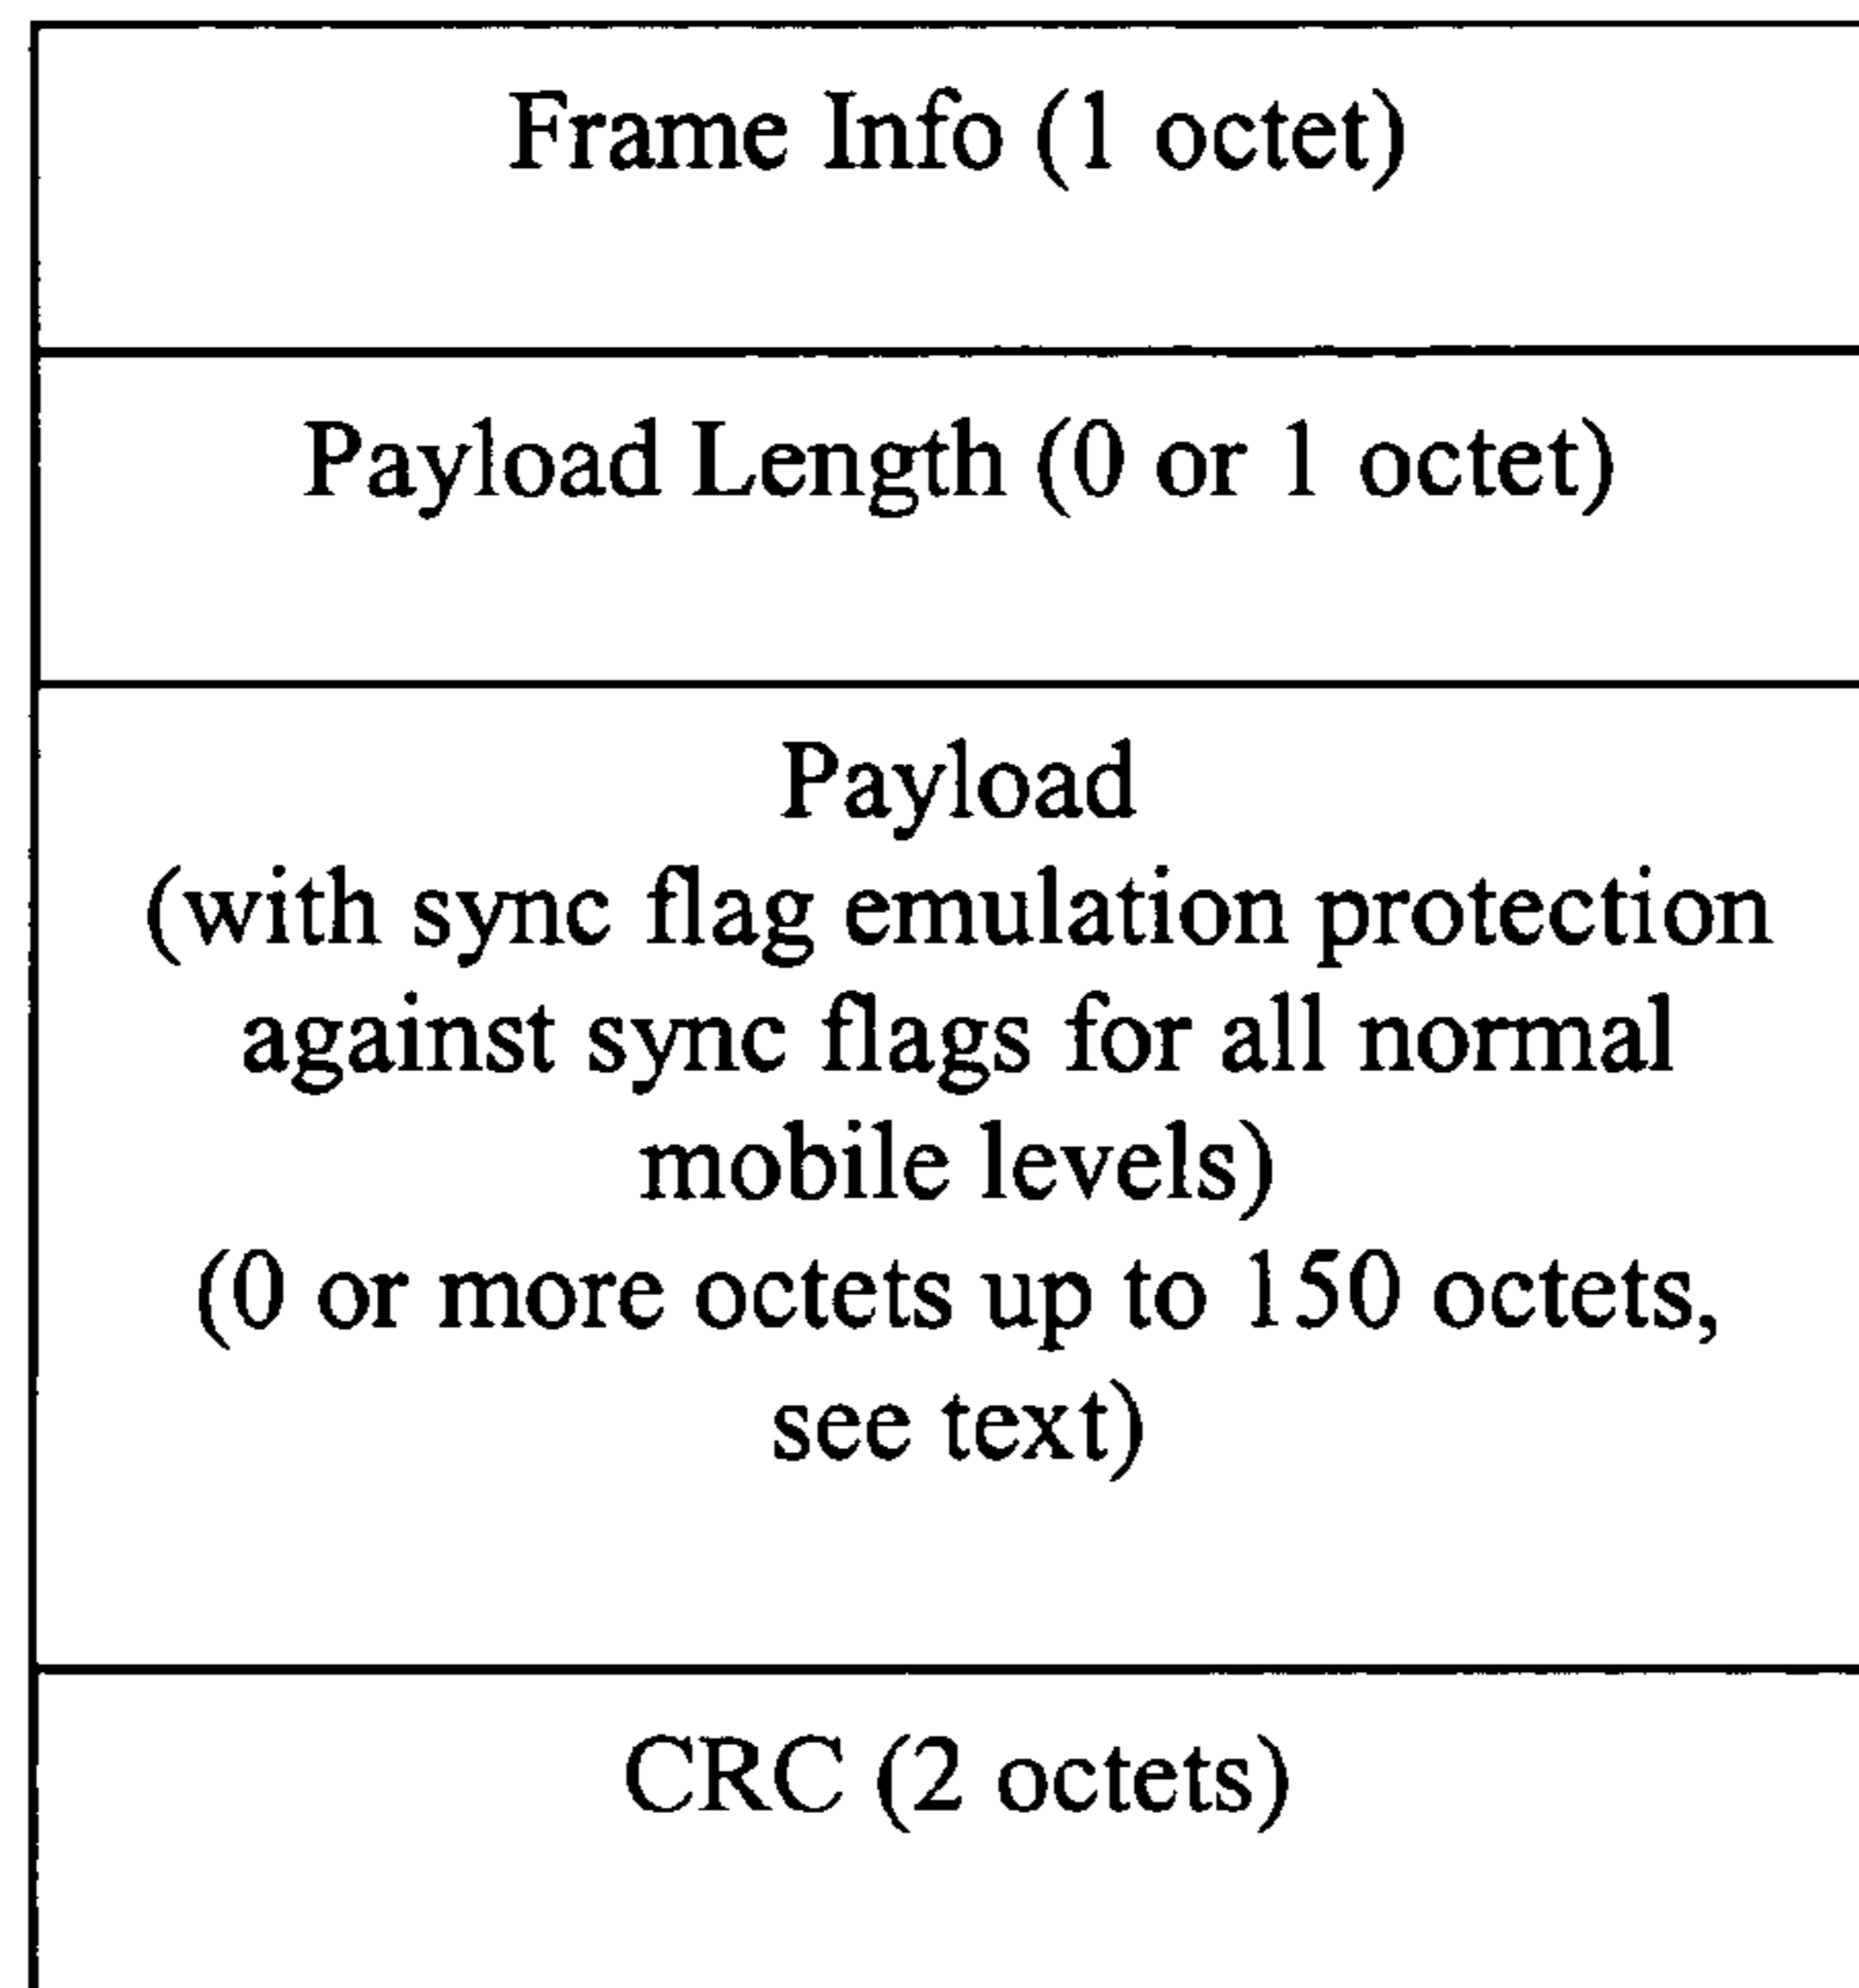 Frame Info (1 octet)
Payload Length (0 or 1 octet)
Payload
(with sync flag emulation protection
against sync flags for all normal
mobile levels)
(0 or more octets up to 150 octets,
see text)
CRC (2 octets)